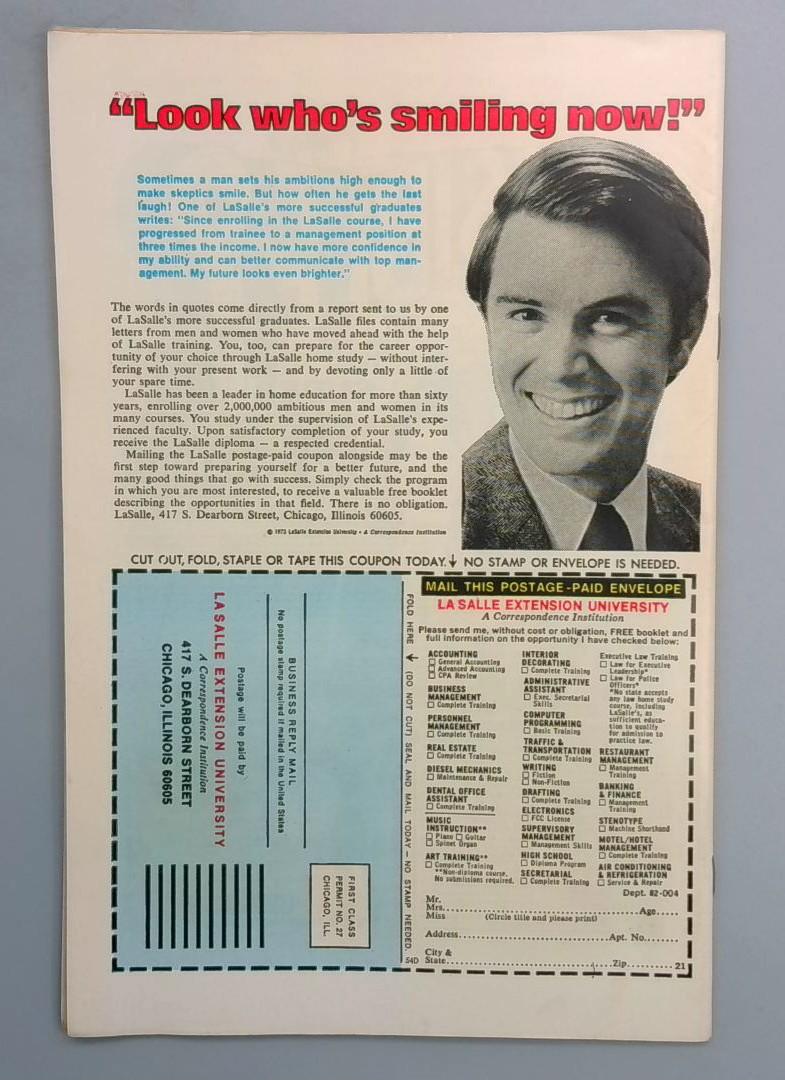 “Look who’s smiling now!”
Sometimes a man sets his ambitions high enough to
make skeptics smile. But how often he gets the last
laugh! One of LaSalle's more successful graduates
writes: "Since enrolling in the LaSalle course, I have
progressed from trainee to a management position at
three times the income. I now have more confidence in
my ability and can better communicate with top man-
agement. My future looks even brighter."
The words in quotes come directly from a report sent to us by one
of LaSalle's more successful graduates. LaSalle files contain many
letters from men and women who have moved ahead with the help
of LaSalle training. You, too, can prepare for the career oppor-
tunity of your choice through LaSalle home study — without inter-
fering with your present work — and by devoting only a little of
your spare time.
LaSalle has been a leader in home education for more than sixty
years, enrolling over 2,000,000 ambitious men and women in its
many courses. You study under the supervision of LaSalle's expe-
rienced faculty. Upon satisfactory completion of your study, you
receive the LaSalle diploma — a respected credential.
Mailing the LaSalle postage-paid coupon alongside may be the
first step toward preparing yourself for a better future, and the
many good things that go with success. Simply check the program
in which you are most interested, to receive a valuable free booklet
describing the opportunities in that field. There is no obligation.
LaSalle, 417 S. Dearborn Street, Chicago, Illinois 60605.
LaSalle Extension University • A Correspondence Institution
CUT OUT, FOLD, STAPLE OR TAPE THIS COUPON TODAY. NO STAMP OR ENVELOPE IS NEEDED.
FIRST CLASS
PERMIT NO. 27
CHICAGO, ILL.
BUSINESS REPLY MAIL
No postage stamp required if mailed in the United States
Postage will be paid by
LA SALLE EXTENSION UNIVERSITY
A Correspondence Institution
417 S. DEARBORN STREET
CHICAGO, ILLINOIS 60605
FOLD HERE (DO NOT CUT) SEAL AND MAIL TODAY — NO STAMP NEEDED.
54D
MAIL THIS POSTAGE-PAID ENVELOPE
LA SALLE EXTENSION UNIVERSITY
A Correspondence Institution
Please send me, without cost or obligation, FREE booklet and
full information on the opportunity I have checked below:
ACCOUNTING
General Accounting
Advanced Accounting
CPA Review
BUSINESS
MANAGEMENT
Complete Training
PERSONNEL
MANAGEMENT
Complete Training
REAL ESTATE
Complete Training
DIESEL MECHANICS
Maintenance & Repair
DENTAL OFFICE
ASSISTANT
Complete Training
MUSIC
INSTRUCTION**
Piano Guitar
Spinet Organ
ART TRAINING**
Complete Training
**Non-diploma course.
No submissions required.
INTERIOR
DECORATING
Complete Training
ADMINISTRATIVE
ASSISTANT
Exec. Secretarial
Skills
COMPUTER
PROGRAMMING
Basic Training
TRAFFIC &
TRANSPORTATION
Complete Training
WRITING
Fiction
Non-Fiction
DRAFTING
Complete Training
ELECTRONICS
FCC License
SUPERVISORY
MANAGEMENT
Management Skills
HIGH SCHOOL
Diploma Program
SECRETARIAL
Complete Training
Executive Law Training
Law for Executive
Leadership*
Law for Police
Officers*
*No state accepts
any law home study
course, including
LaSalle's, as
sufficient educa-
tion to qualify
for admission to
practice law.
RESTAURANT
MANAGEMENT
Management
Training
BANKING
& FINANCE
Management
Training
STENOTYPE
Machine Shorthand
MOTEL/HOTEL
MANAGEMENT
Complete Training
AIR CONDITIONING
& REFRIGERATION
Service & Repair
Dept. 82-004
Mr.
Mrs.
Miss Age
(Circle title and please print)
Address Apt. No.
City &
State Zip 21